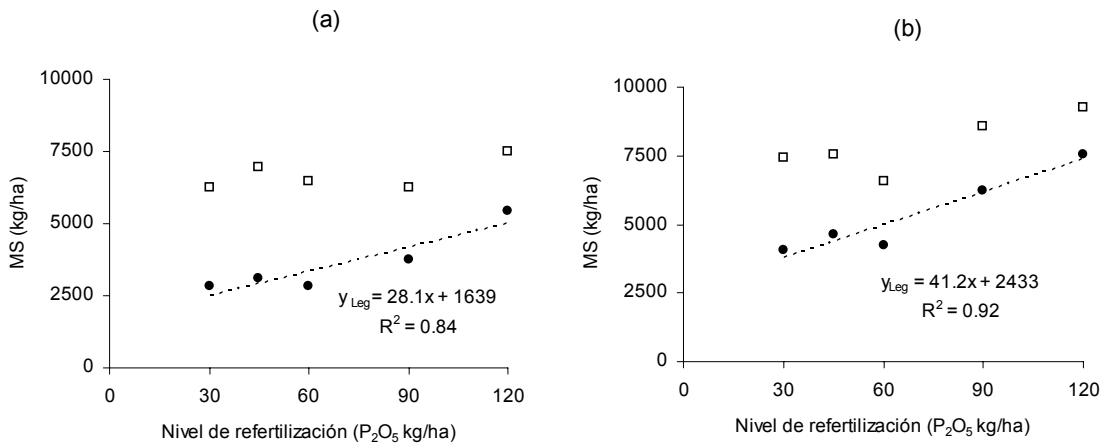 (a)
10000
7500
5000
2500
0
MS (kg/ha)
y Leg = 28.1x + 1639
R² = 0.84
0 30 60 90 120
Nivel de refertilización (P₂O₅ kg/ha)
(b)
10000
7500
5000
2500
0
MS (kg/ha)
y Leg = 41.2x + 2433
R² = 0.92
0 30 60 90 120
Nivel de refertilización (P₂O₅ kg/ha)